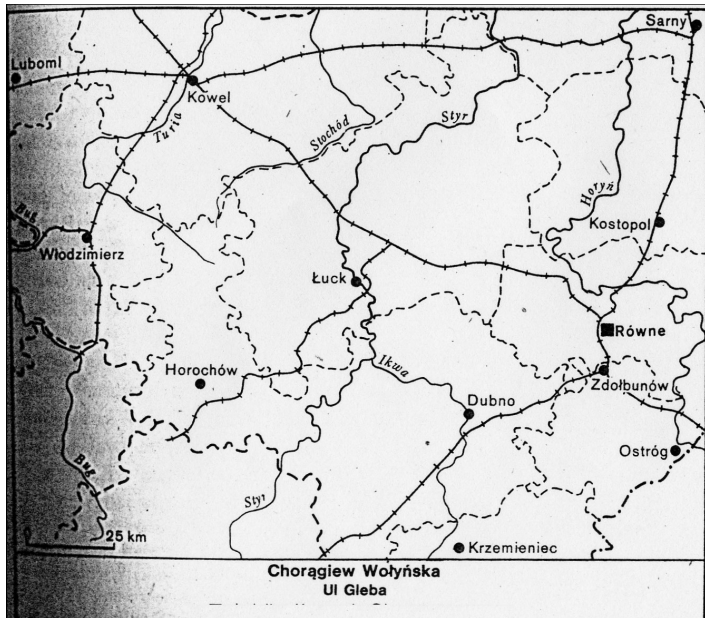 Sarny
Luboml
Kowel
Turia
Stochód
Styr
Horyń
Bug
Kostopol
Włodzimierz
Łuck
Równe
Ikwa
Horochów
Zdołbunów
Dubno
Bug
Ostróg
Styr
25 km
Krzemieniec
Chorągiew Wołyńska
Ul Gleba